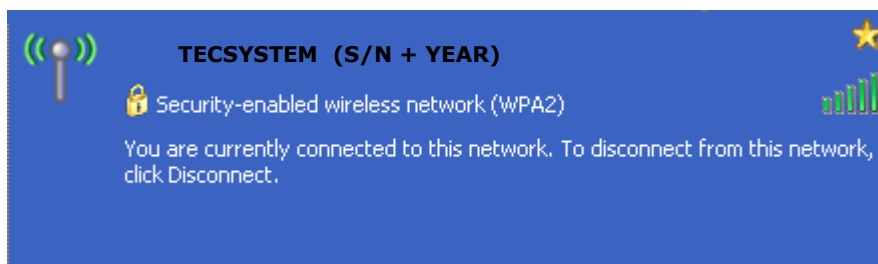 TECSYSTEM (S/N + YEAR)
Security-enabled wireless network (WPA2)
You are currently connected to this network. To disconnect from this network,
click Disconnect.